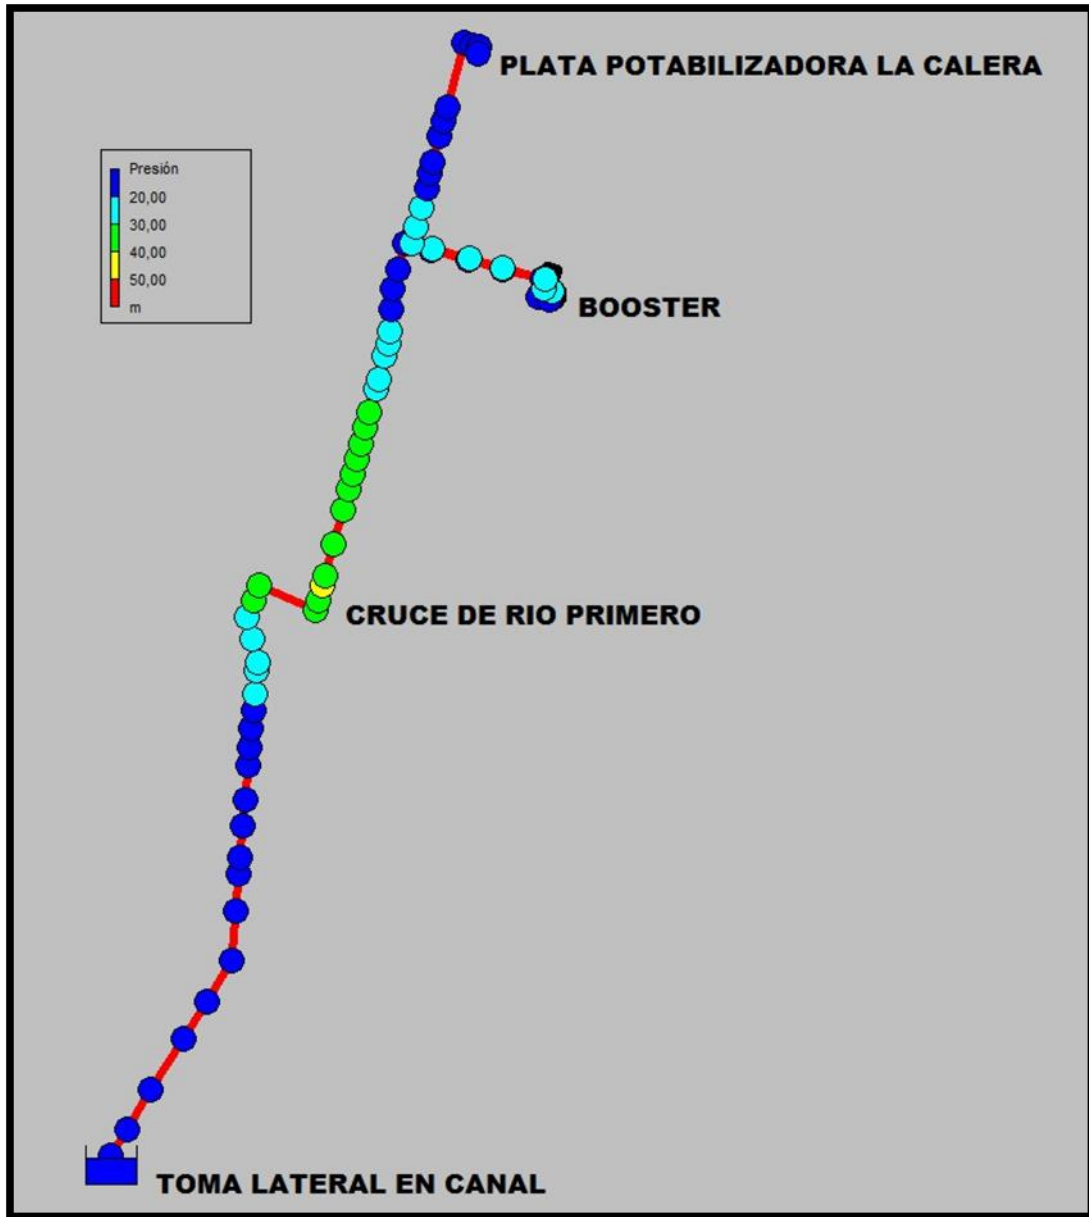 PLATA POTABILIZADORA LA CALERA
Presión
20,00
30,00
40,00
50,00
m
BOOSTER
CRUCE DE RIO PRIMERO
TOMA LATERAL EN CANAL